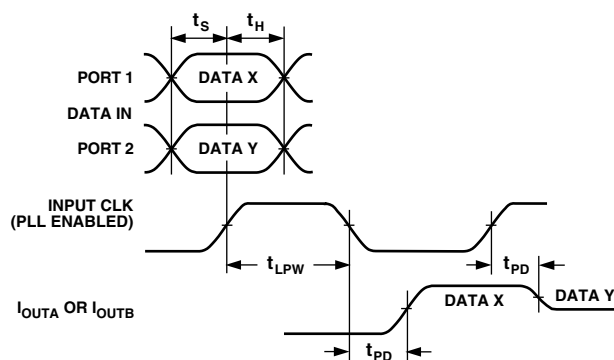 tS tH
PORT 1
DATA X
DATA IN
PORT 2
DATA Y
INPUT CLK
(PLL ENABLED)
tLPW
tPD
IOUTA OR IOUTB
DATA X
DATA Y
tPD